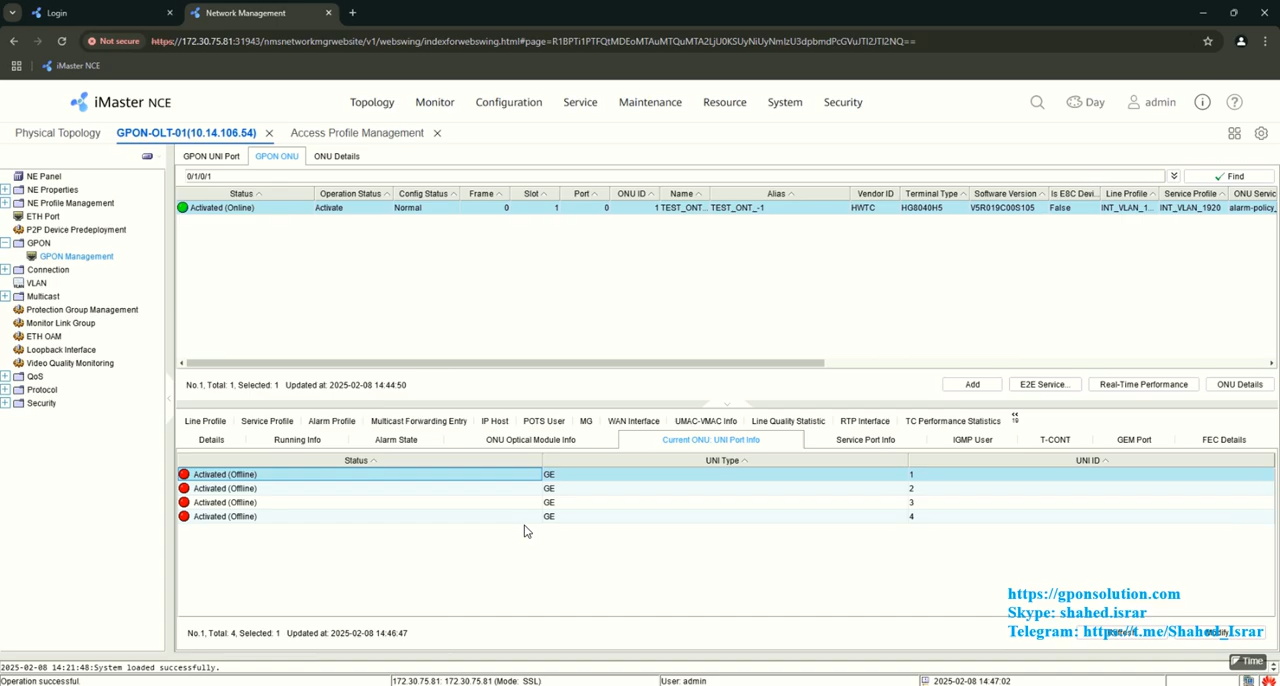 Login
Network Management
Not secure
https://172.30.75.81:31943/nmsnetworkmgrwebsite/v1/webswing/indexforwebswing.html#page=
iMaster NCE
iMaster NCE
Topology Monitor Configuration Service Maintenance Resource System Security
Day admin
Physical Topology GPON-OLT-01(10.14.106.54) Access Profile Management
NE Panel
NE Properties
NE Profile Management
ETH Port
P2P Device Predeployment
GPON
GPON Management
Connection
VLAN
Multicast
Protection Group Management
Monitor Link Group
ETH OAM
Loopback Interface
Video Quality Monitoring
QoS
Protocol
Security
GPON UNI Port GPON ONU ONU Details
0/1/0/1 Find
Status Operation Status Config Status Frame Slot Port ONU ID Name Alias Vendor ID Terminal Type Software Version Is E8C Devi... Line Profile Service Profile ONU Servic
Activated (Online) Activate Normal 0 1 0 1 TEST_ONT... TEST_ONT_-1 HWTC HG8040H5 V5R019C00S105 False INT_VLAN_1... INT_VLAN_1920 alarm-policy_
No.1, Total: 1, Selected: 1 Updated at: 2025-02-08 14:44:50
Add E2E Service... Real-Time Performance ONU Details
Line Profile Service Profile Alarm Profile Multicast Forwarding Entry IP Host POTS User MG WAN Interface UMAC-VMAC Info Line Quality Statistic RTP Interface TC Performance Statistics 19
Details Running Info Alarm State ONU Optical Module Info Current ONU: UNI Port Info Service Port Info IGMP User T-CONT GEM Port FEC Details
Status UNI Type UNI ID
Activated (Offline) GE 1
Activated (Offline) GE 2
Activated (Offline) GE 3
Activated (Offline) GE 4
https://gponsolution.com
Skype: shahed.israr
Telegram: https://t.me/Shahed_Israr
No.1, Total: 4, Selected: 1 Updated at: 2025-02-08 14:46:47
2025-02-08 14:21:48:System loaded successfully.
Time
Operation successful. 172.30.75.81: 172.30.75.81 (Mode: SSL) User: admin 2025-02-08 14:47:02